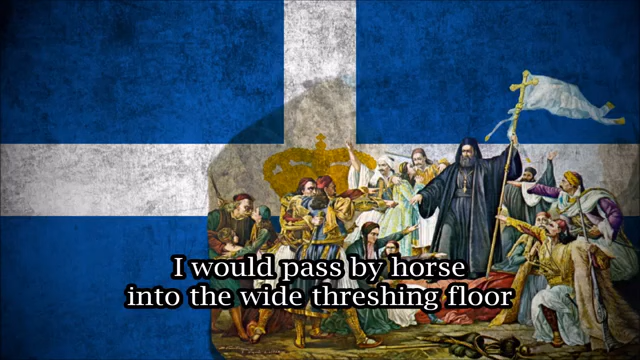 I would pass by horse
into the wide threshing floor